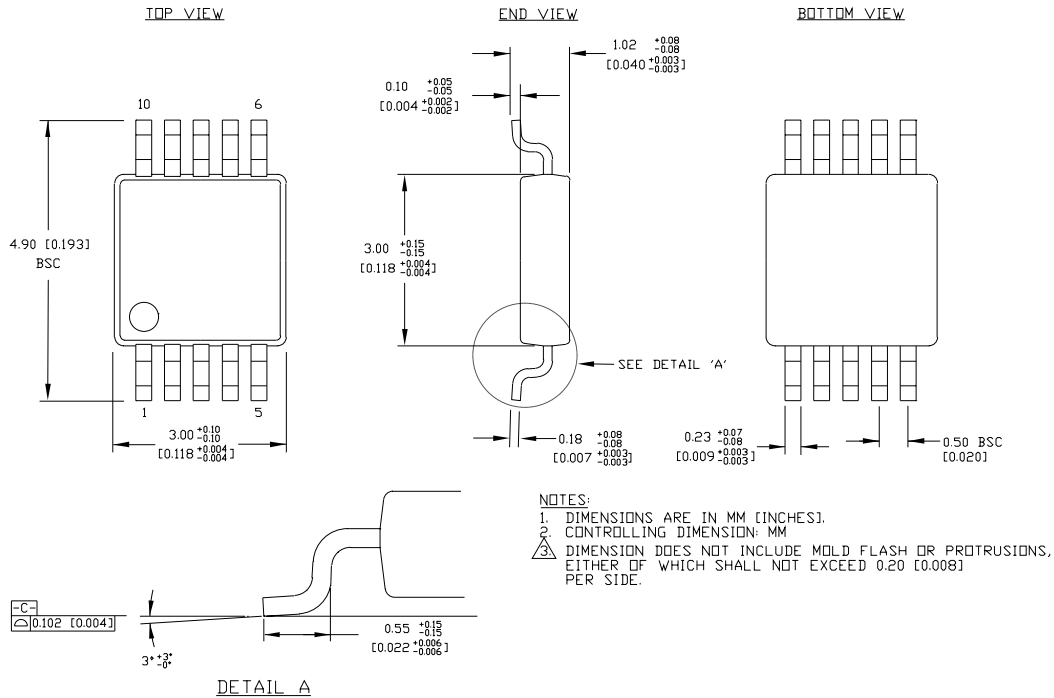 TOP VIEW
END VIEW
BOTTOM VIEW
1.02 +0.08 -0.08
[0.040 +0.003 -0.003]
0.10 +0.05 -0.05
[0.004 +0.002 -0.002]
10
6
4.90 [0.193]
BSC
3.00 +0.15 -0.15
[0.118 +0.004 -0.004]
SEE DETAIL 'A'
1
5
3.00 +0.10 -0.10
[0.118 +0.004 -0.004]
0.18 +0.08 -0.08
[0.007 +0.003 -0.003]
0.23 +0.07 -0.08
[0.009 +0.003 -0.003]
0.50 BSC
[0.020]
NOTES:
1. DIMENSIONS ARE IN MM [INCHES].
2. CONTROLLING DIMENSION: MM
3. DIMENSION DOES NOT INCLUDE MOLD FLASH OR PROTRUSIONS,
EITHER OF WHICH SHALL NOT EXCEED 0.20 [0.008]
PER SIDE.
-C-
0.102 [0.004]
3° +3° -0°
0.55 +0.15 -0.15
[0.022 +0.006 -0.006]
DETAIL A